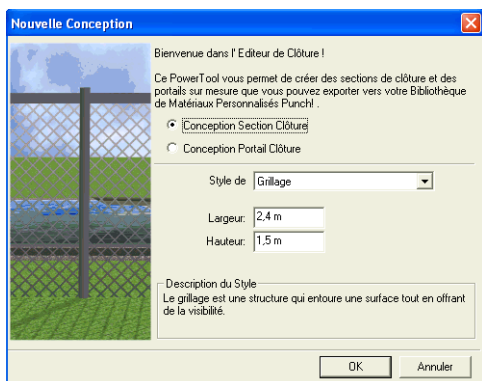 Nouvelle Conception
Bienvenue dans l' Editeur de Clôture !
Ce PowerTool vous permet de créer des sections de clôture et des
portails sur mesure que vous pouvez exporter vers votre Bibliothèque
de Matériaux Personnalisés Punch! .
Conception Section Clôture
Conception Portail Clôture
Style de Grillage
Largeur: 2,4 m
Hauteur: 1,5 m
Description du Style
Le grillage est une structure qui entoure une surface tout en offrant
de la visibilité.
OK Annuler